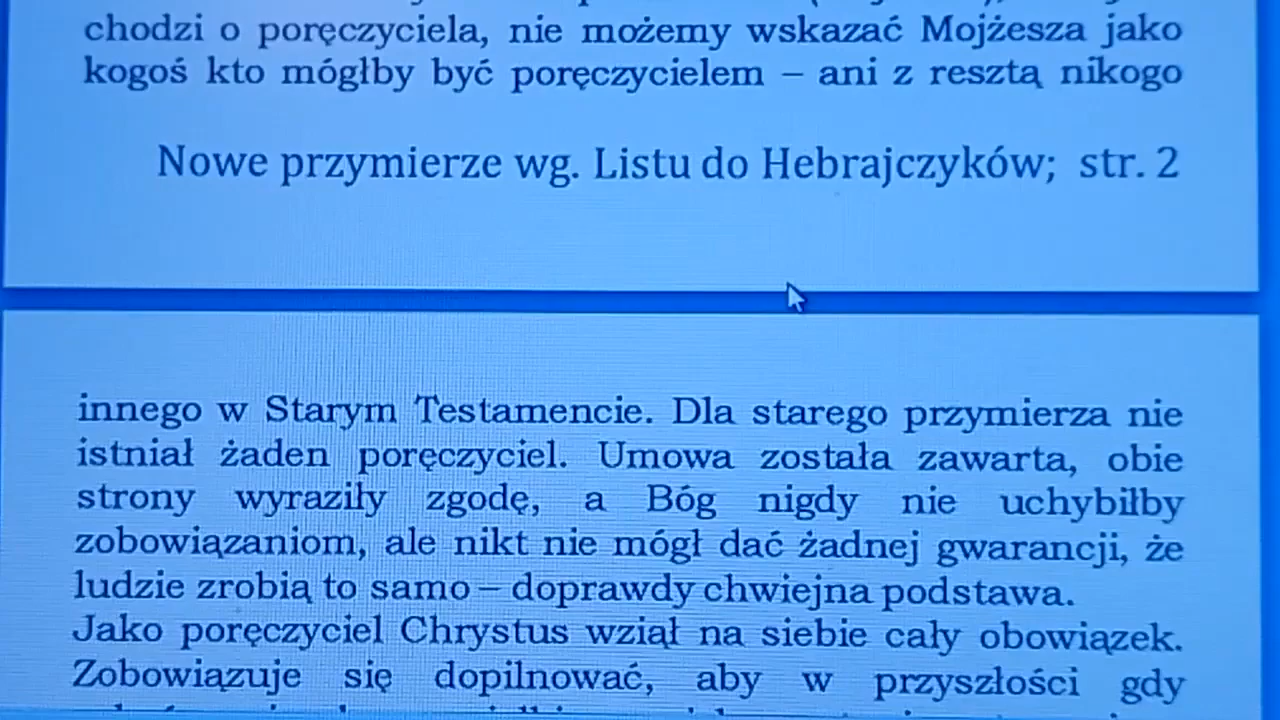 chodzi o poręczyciela, nie możemy wskazać Mojżesza jako
kogoś kto mógłby być poręczycielem – ani z resztą nikogo
Nowe przymierze wg. Listu do Hebrajczyków; str. 2
innego w Starym Testamencie. Dla starego przymierza nie
istniał żaden poręczyciel. Umowa została zawarta, obie
strony wyraziły zgodę, a Bóg nigdy nie uchybiłby
zobowiązaniom, ale nikt nie mógł dać żadnej gwarancji, że
ludzie zrobią to samo – doprawdy chwiejna podstawa.
Jako poręczyciel Chrystus wziął na siebie cały obowiązek.
Zobowiązuje się dopilnować, aby w przyszłości gdy